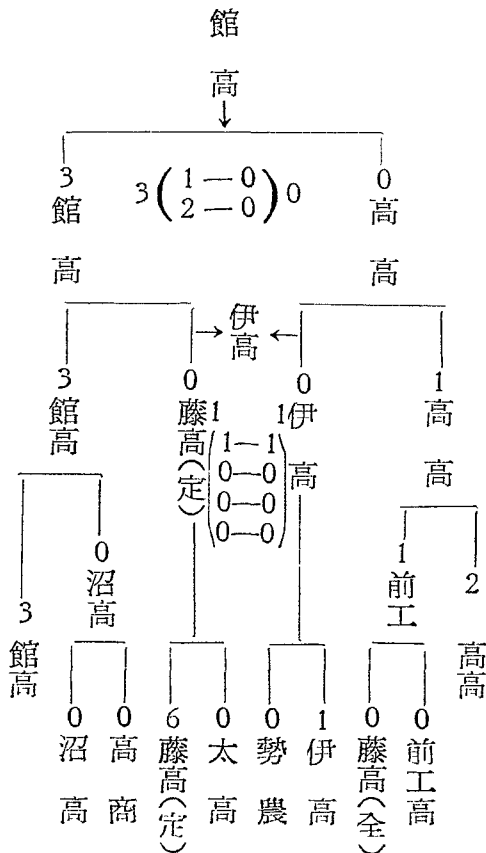 館高
↓
3 館高
3(1—0 2—0)0
0 高高
3 館高
0 藤高(定)
→伊高←
0 伊高
1 高高
1(1—1 0—0 0—0 0—0)1
3 館高
0 沼高
1 前工
2 高高
0 沼高
0 高商
6 藤高(定)
0 太高
0 勢農
1 伊高
0 藤高(全)
0 前工高